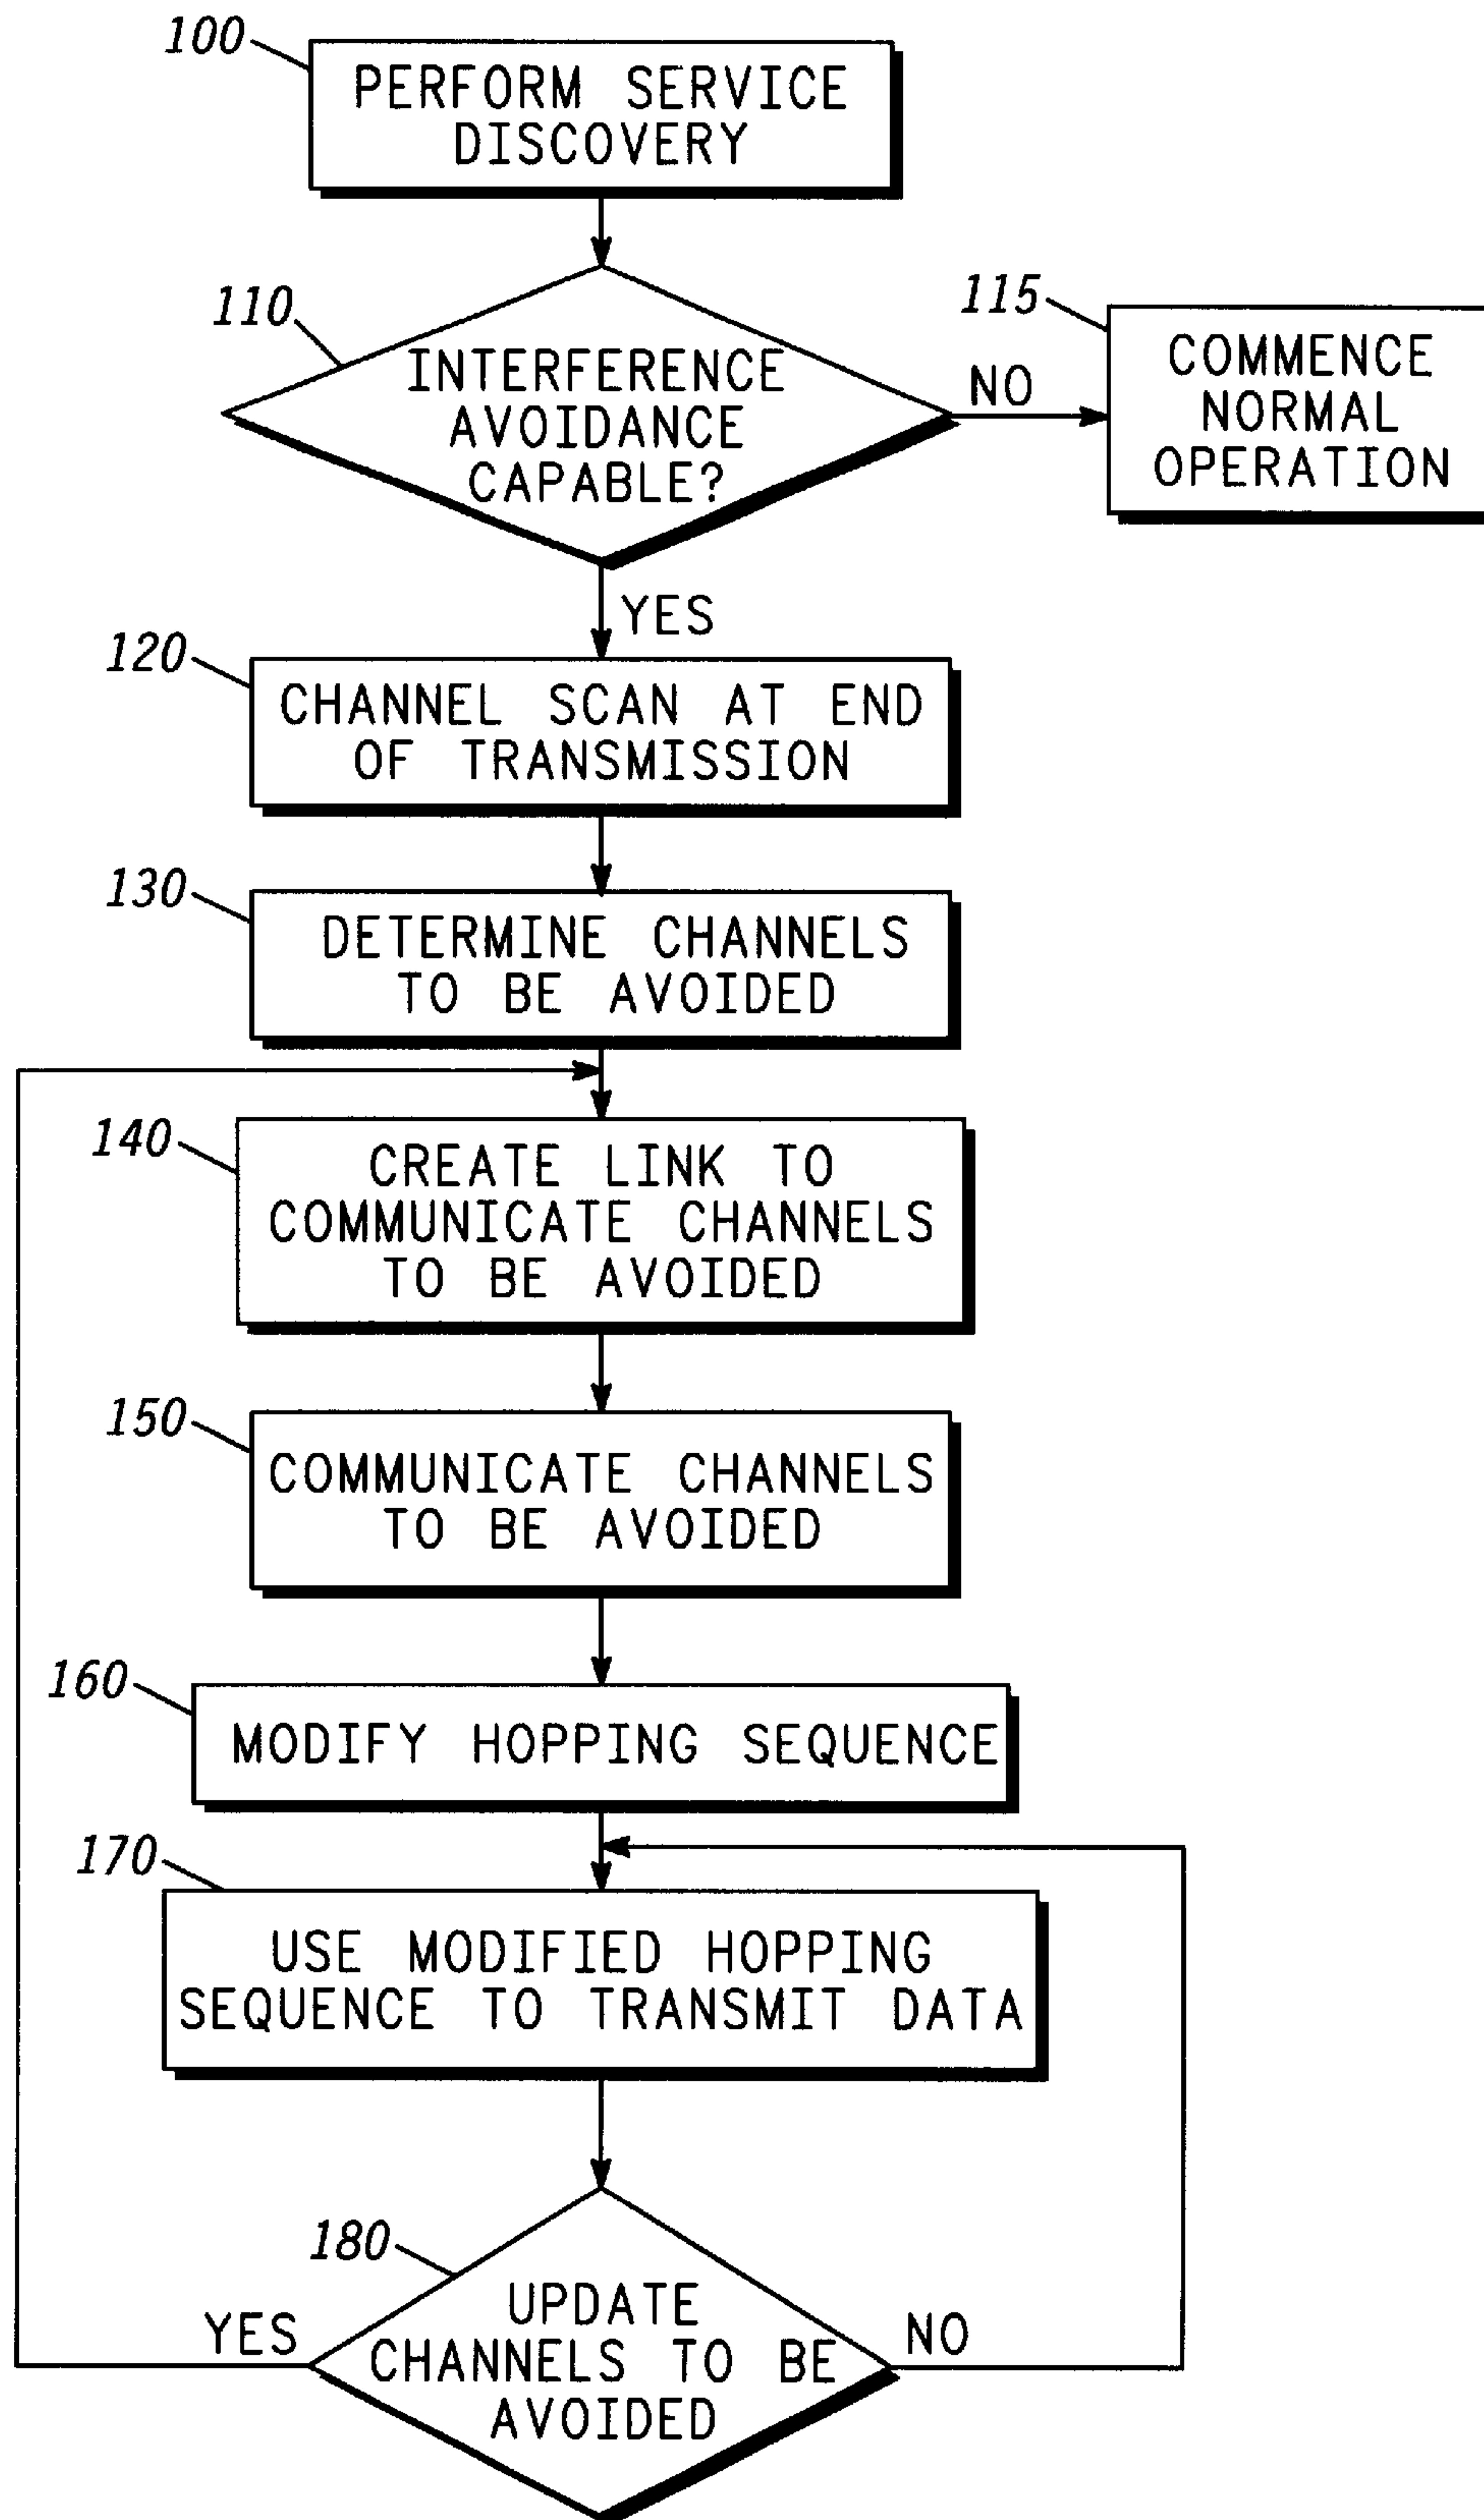 100
PERFORM SERVICE
DISCOVERY
110
INTERFERENCE
AVOIDANCE
CAPABLE?
NO
115
COMMENCE
NORMAL
OPERATION
YES
120
CHANNEL SCAN AT END
OF TRANSMISSION
130
DETERMINE CHANNELS
TO BE AVOIDED
140
CREATE LINK TO
COMMUNICATE CHANNELS
TO BE AVOIDED
150
COMMUNICATE CHANNELS
TO BE AVOIDED
160
MODIFY HOPPING SEQUENCE
170
USE MODIFIED HOPPING
SEQUENCE TO TRANSMIT DATA
180
UPDATE
CHANNELS TO BE
AVOIDED
YES
NO